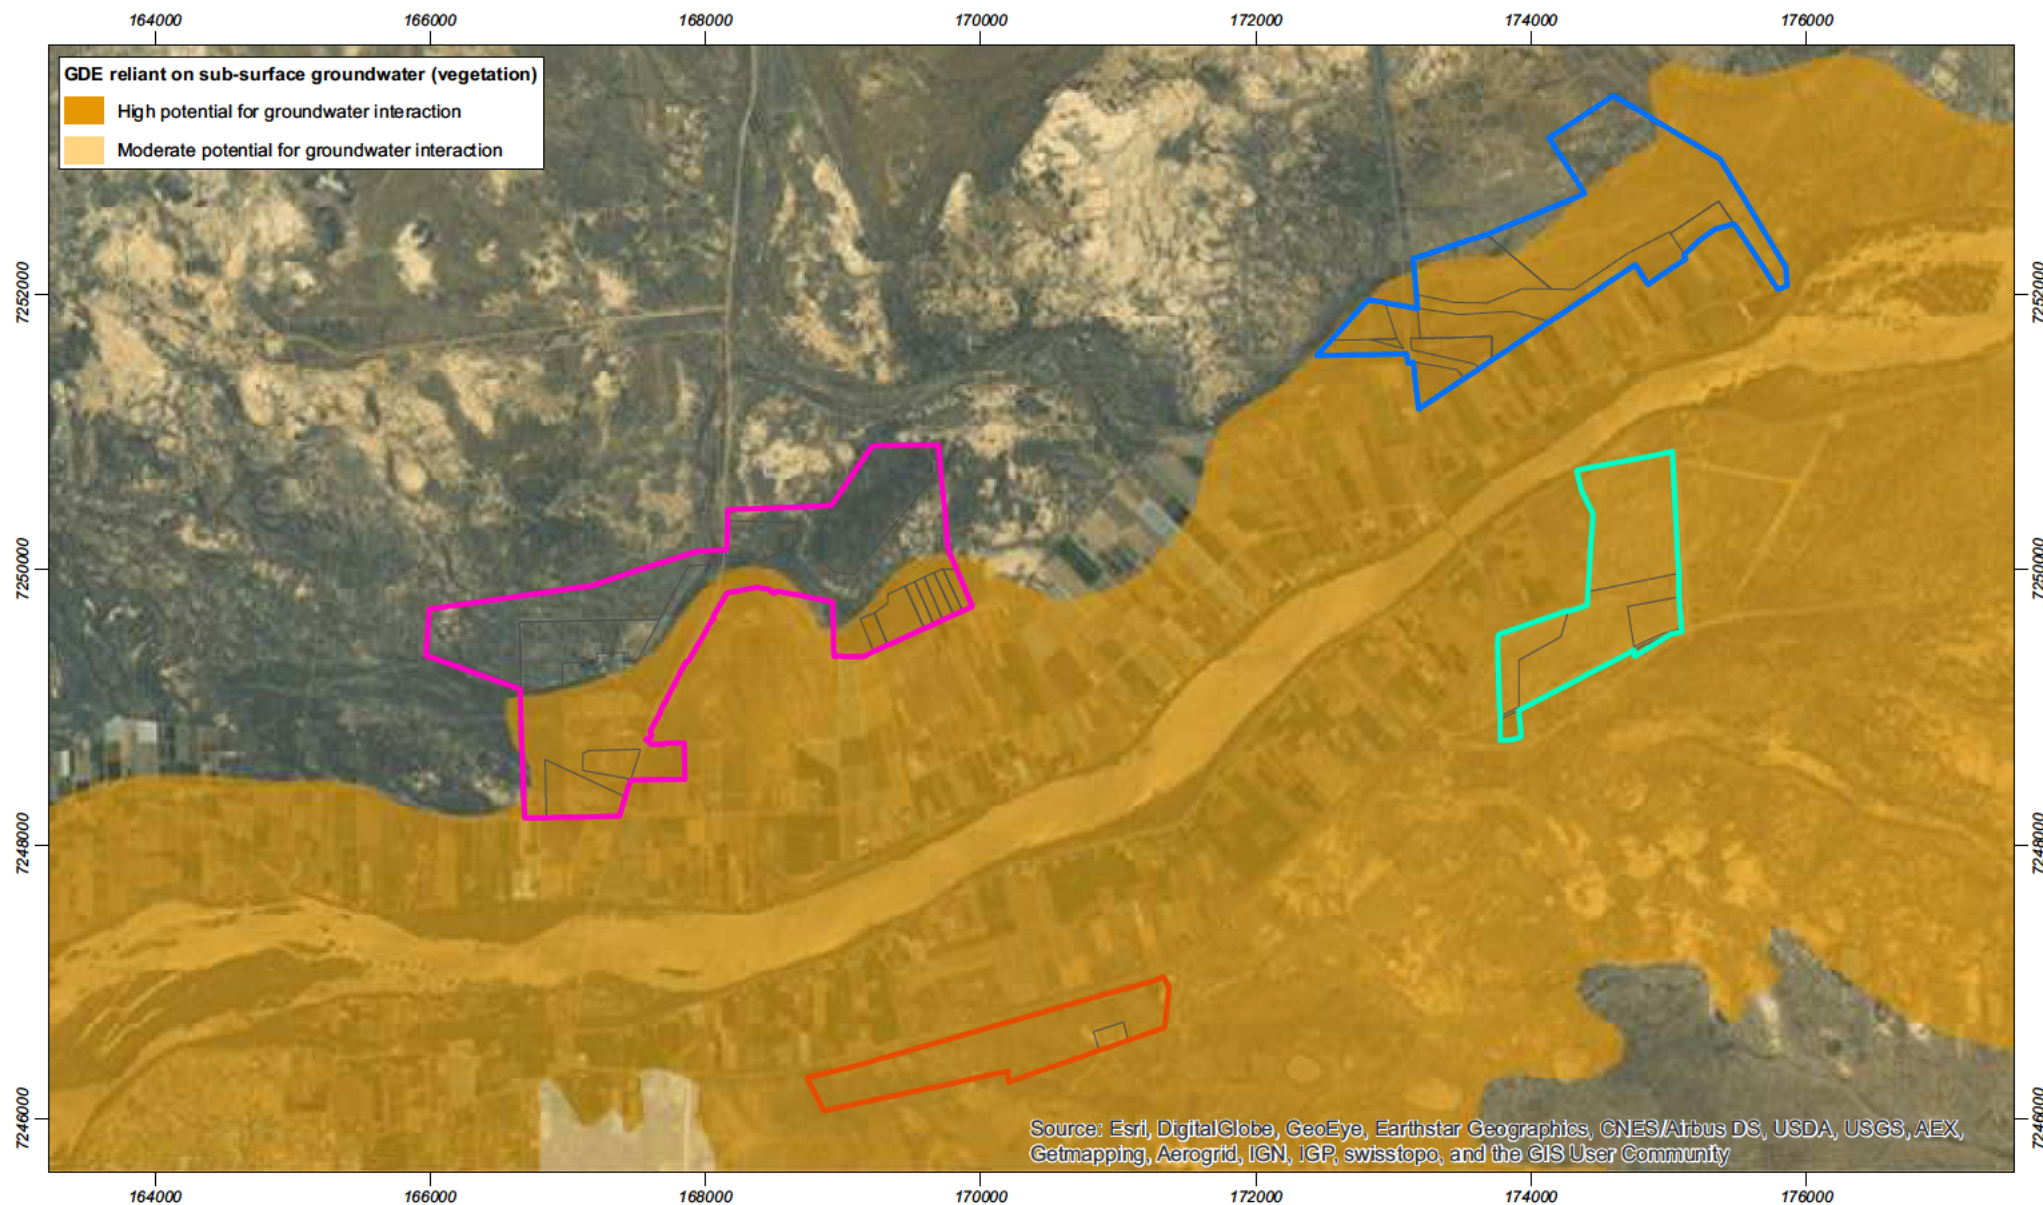 164000 166000 168000 170000 172000 174000 176000
GDE reliant on sub-surface groundwater (vegetation)
High potential for groundwater interaction
Moderate potential for groundwater interaction
7252000 7252000
7250000 7250000
7248000 7248000
7246000 7246000
Source: Esri, DigitalGlobe, GeoEye, Earthstar Geographics, CNES/Airbus DS, USDA, USGS, AEX,
Getmapping, Aerogrid, IGN, IGP, swisstopo, and the GIS User Community
164000 166000 168000 170000 172000 174000 176000